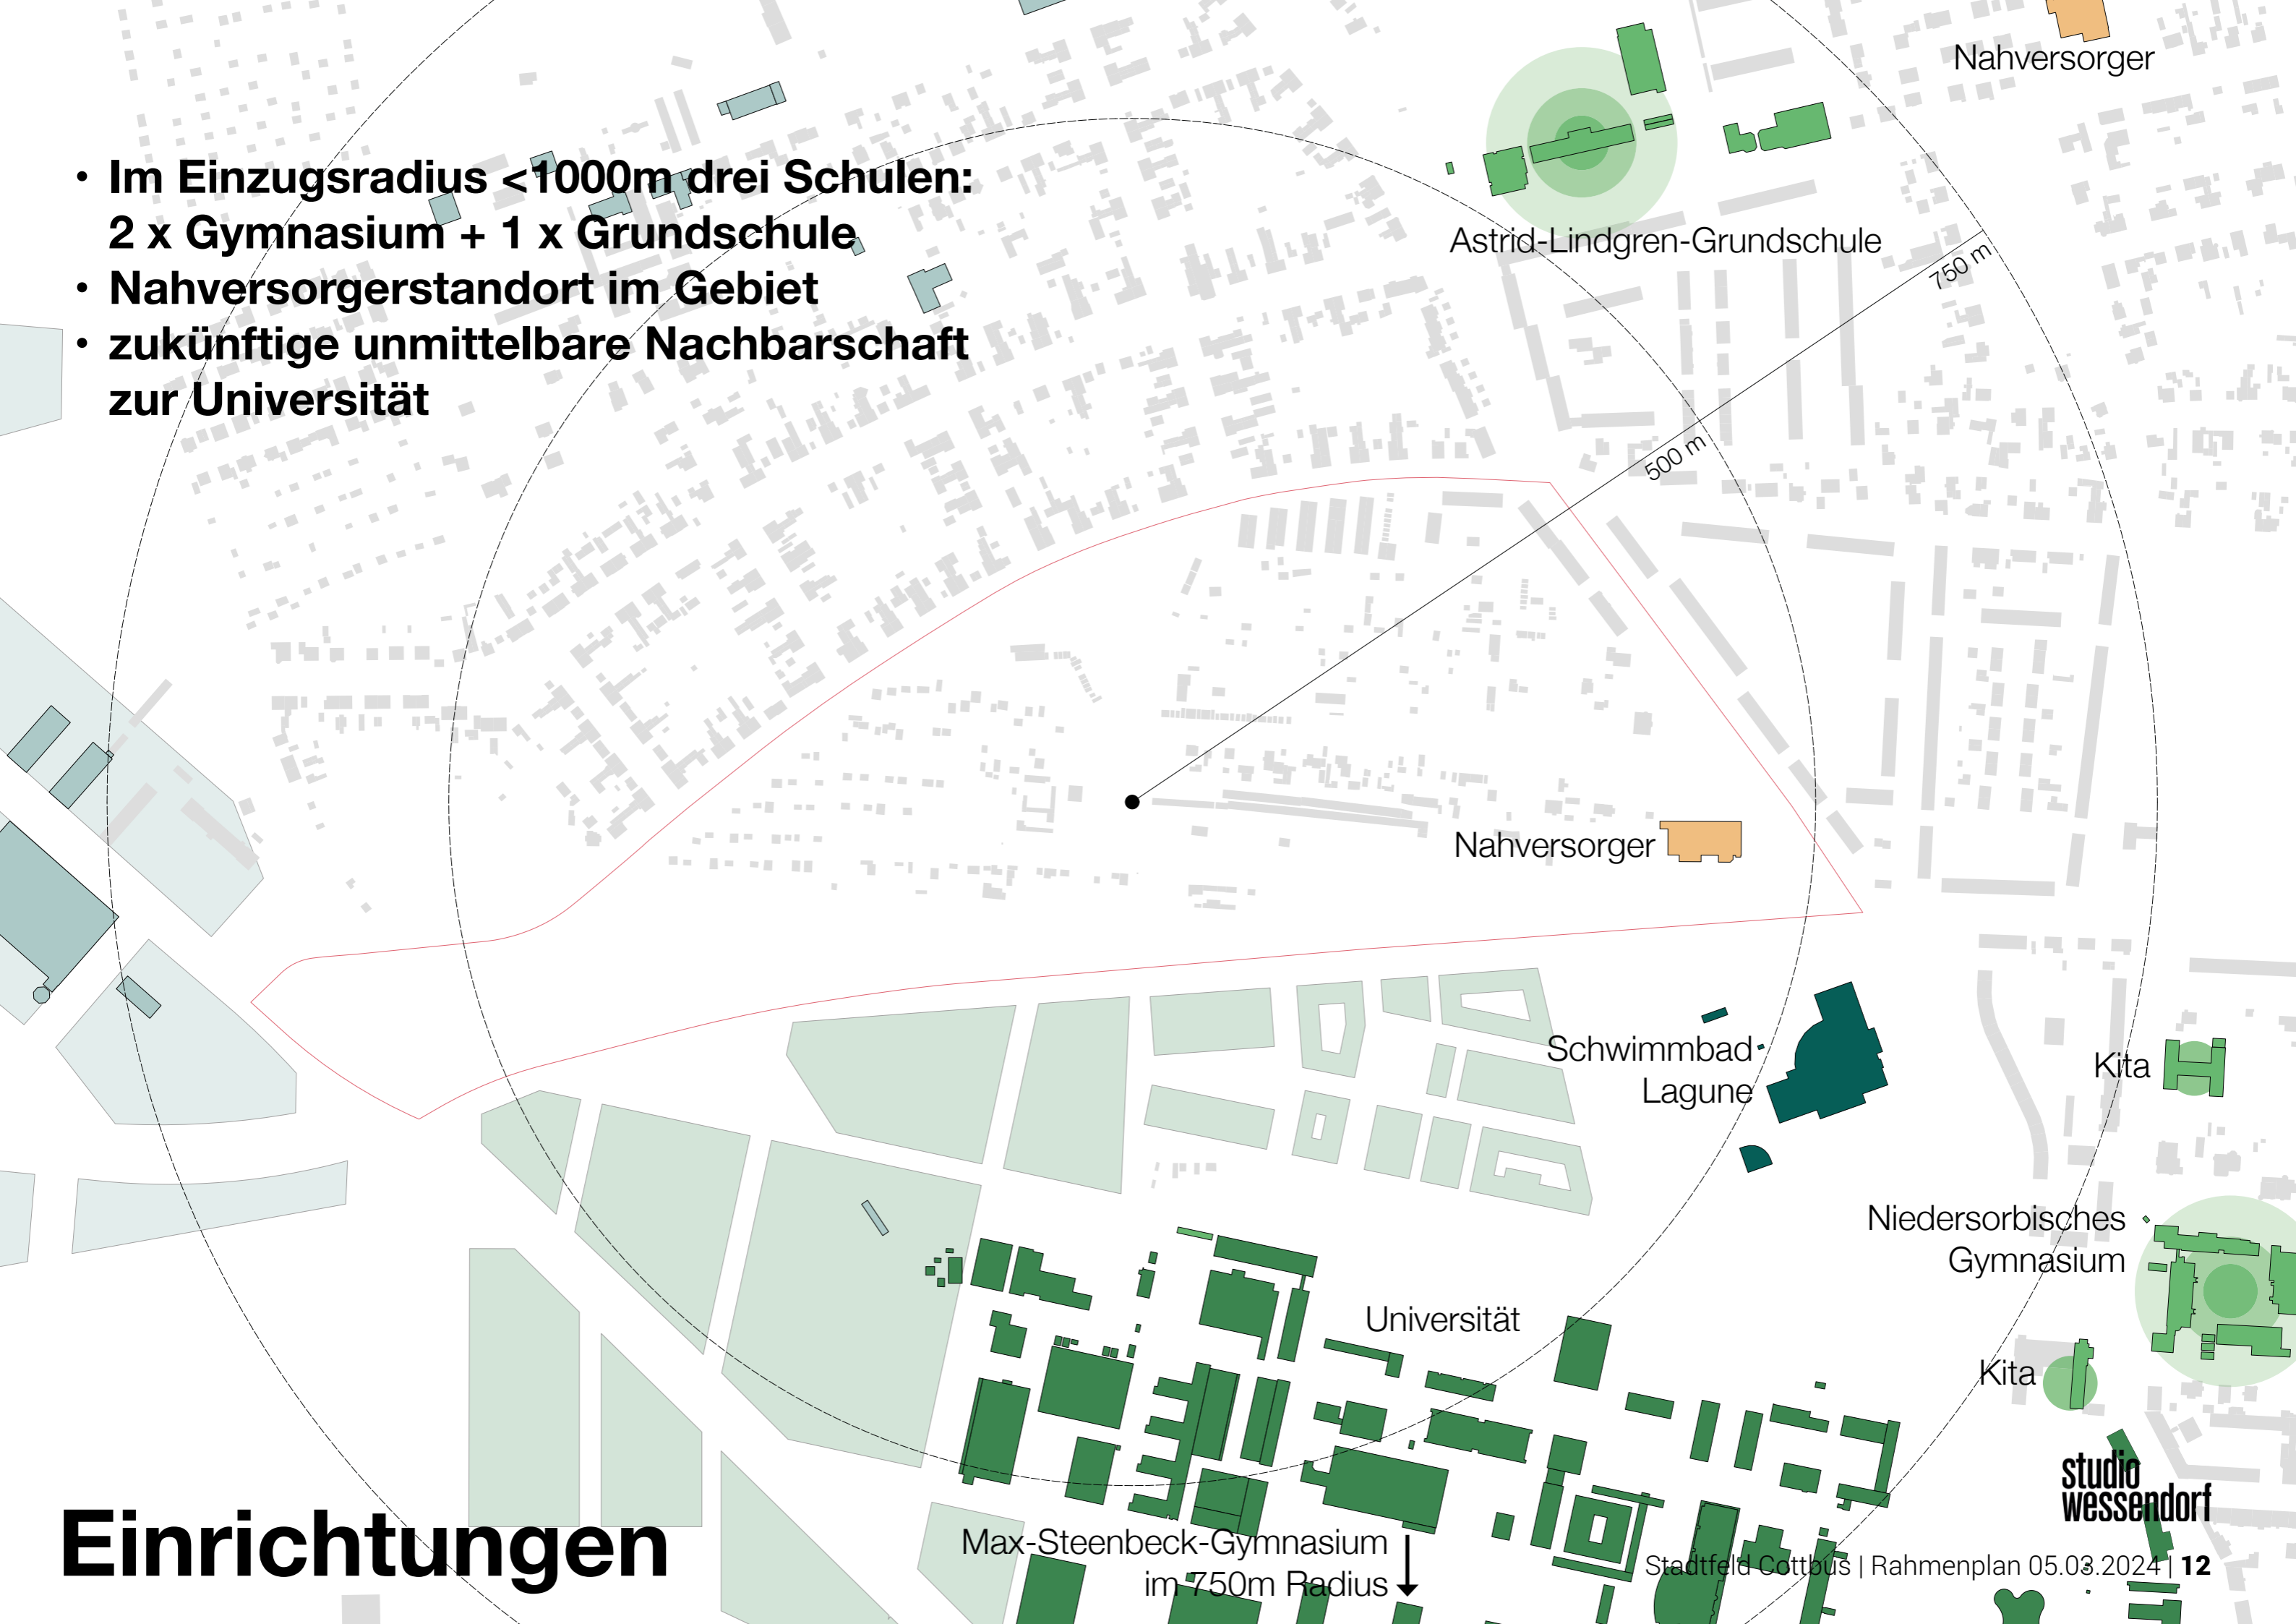 Nahversorger
• Im Einzugsradius <1000m drei Schulen:
2 x Gymnasium + 1 x Grundschule
• Nahversorgerstandort im Gebiet
• zukünftige unmittelbare Nachbarschaft
zur Universität
Astrid-Lindgren-Grundschule
750 m
500 m
Nahversorger
Schwimmbad
Lagune
Kita
Niedersorbisches
Gymnasium
Universität
Kita
studio
wessendorf
Einrichtungen
Max-Steenbeck-Gymnasium
im 750m Radius
Stadtfeld Cottbus | Rahmenplan 05.03.2024 | 12